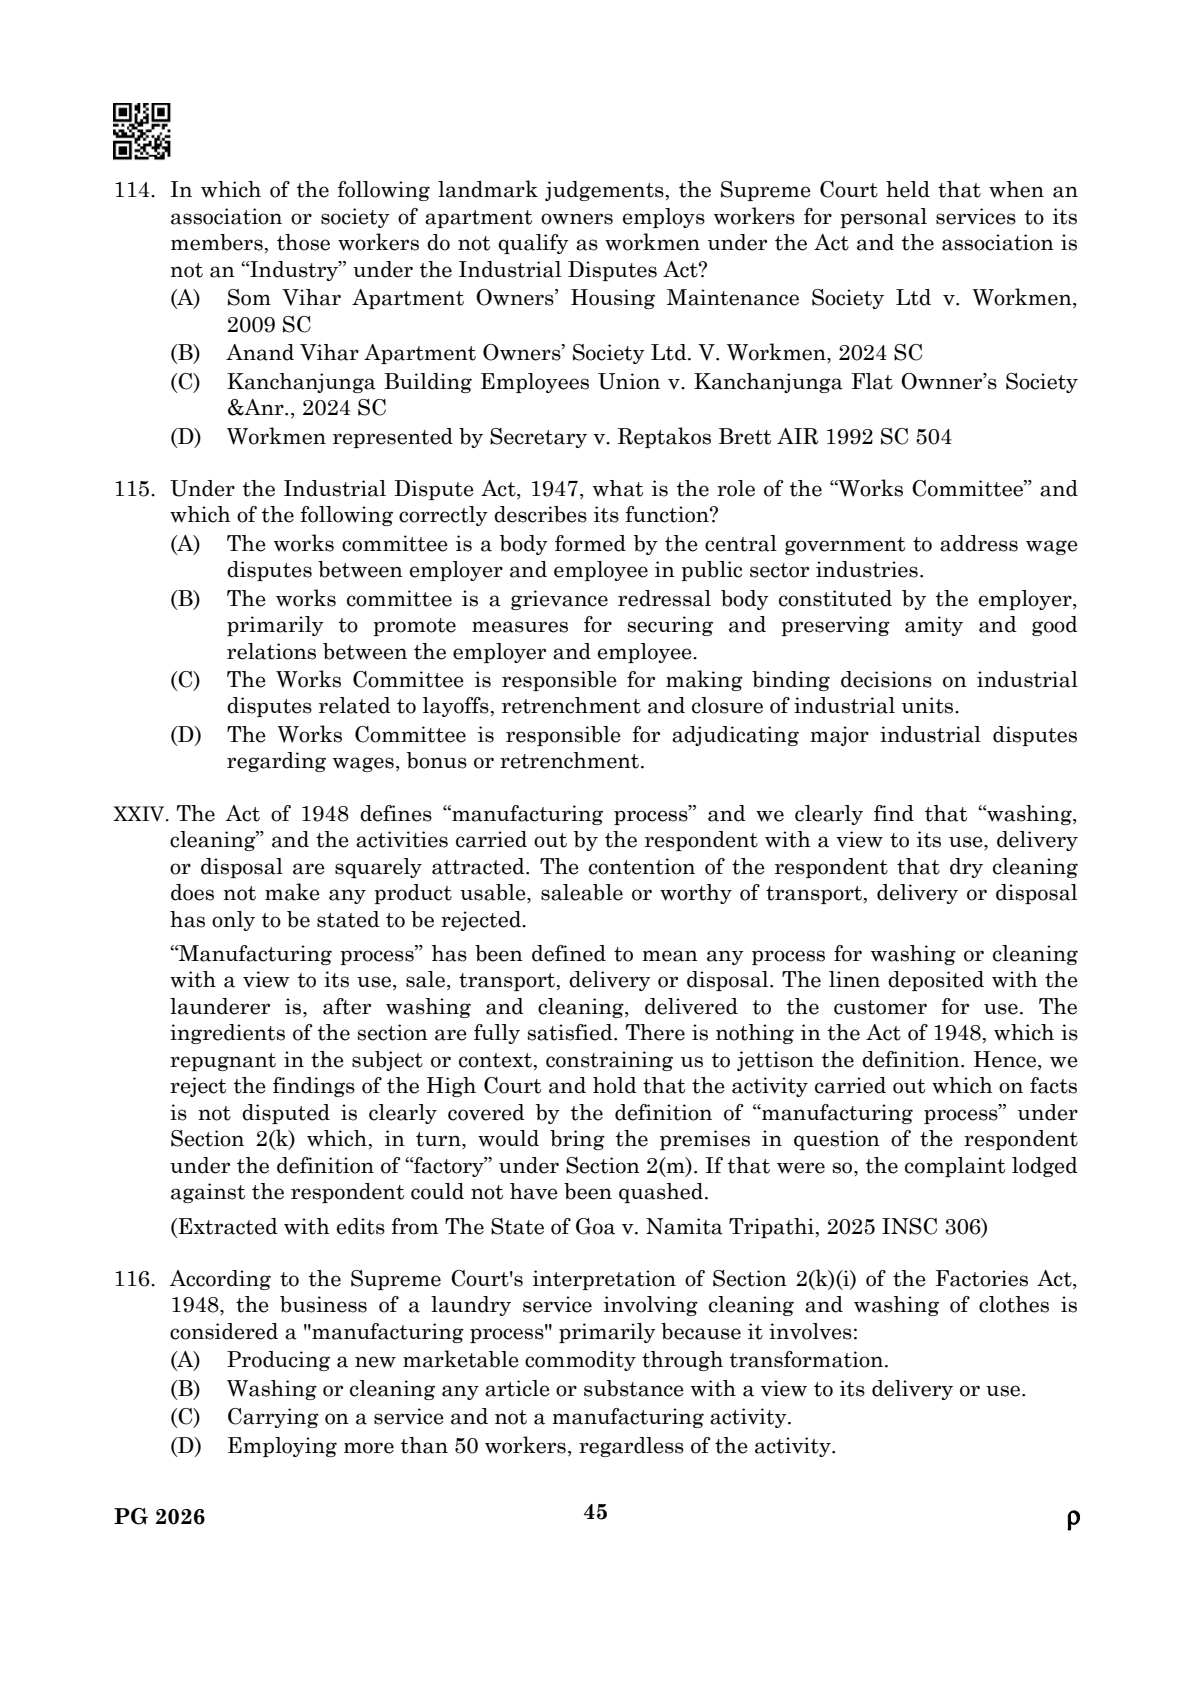 114. In which of the following landmark judgements, the Supreme Court held that when an
association or society of apartment owners employs workers for personal services to its
members, those workers do not qualify as workmen under the Act and the association is
not an “Industry” under the Industrial Disputes Act?
(A) Som Vihar Apartment Owners’ Housing Maintenance Society Ltd v. Workmen,
2009 SC
(B) Anand Vihar Apartment Owners’ Society Ltd. V. Workmen, 2024 SC
(C) Kanchanjunga Building Employees Union v. Kanchanjunga Flat Ownner’s Society
&Anr., 2024 SC
(D) Workmen represented by Secretary v. Reptakos Brett AIR 1992 SC 504
115. Under the Industrial Dispute Act, 1947, what is the role of the “Works Committee” and
which of the following correctly describes its function?
(A) The works committee is a body formed by the central government to address wage
disputes between employer and employee in public sector industries.
(B) The works committee is a grievance redressal body constituted by the employer,
primarily to promote measures for securing and preserving amity and good
relations between the employer and employee.
(C) The Works Committee is responsible for making binding decisions on industrial
disputes related to layoffs, retrenchment and closure of industrial units.
(D) The Works Committee is responsible for adjudicating major industrial disputes
regarding wages, bonus or retrenchment.
XXIV. The Act of 1948 defines “manufacturing process” and we clearly find that “washing,
cleaning” and the activities carried out by the respondent with a view to its use, delivery
or disposal are squarely attracted. The contention of the respondent that dry cleaning
does not make any product usable, saleable or worthy of transport, delivery or disposal
has only to be stated to be rejected.
“Manufacturing process” has been defined to mean any process for washing or cleaning
with a view to its use, sale, transport, delivery or disposal. The linen deposited with the
launderer is, after washing and cleaning, delivered to the customer for use. The
ingredients of the section are fully satisfied. There is nothing in the Act of 1948, which is
repugnant in the subject or context, constraining us to jettison the definition. Hence, we
reject the findings of the High Court and hold that the activity carried out which on facts
is not disputed is clearly covered by the definition of “manufacturing process” under
Section 2(k) which, in turn, would bring the premises in question of the respondent
under the definition of “factory” under Section 2(m). If that were so, the complaint lodged
against the respondent could not have been quashed.
(Extracted with edits from The State of Goa v. Namita Tripathi, 2025 INSC 306)
116. According to the Supreme Court's interpretation of Section 2(k)(i) of the Factories Act,
1948, the business of a laundry service involving cleaning and washing of clothes is
considered a "manufacturing process" primarily because it involves:
(A) Producing a new marketable commodity through transformation.
(B) Washing or cleaning any article or substance with a view to its delivery or use.
(C) Carrying on a service and not a manufacturing activity.
(D) Employing more than 50 workers, regardless of the activity.
PG 2026 45 ρ